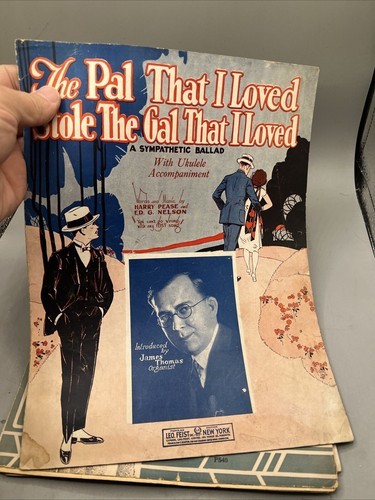 The Pal That I Loved
Stole The Gal That I Loved
A SYMPATHETIC BALLAD
With Ukulele
Accompaniment
Words and Music by
HARRY PEASE and
ED. G. NELSON
Introduced
by
James
Thomas
Organist
LEO. FEIST INC. NEW YORK